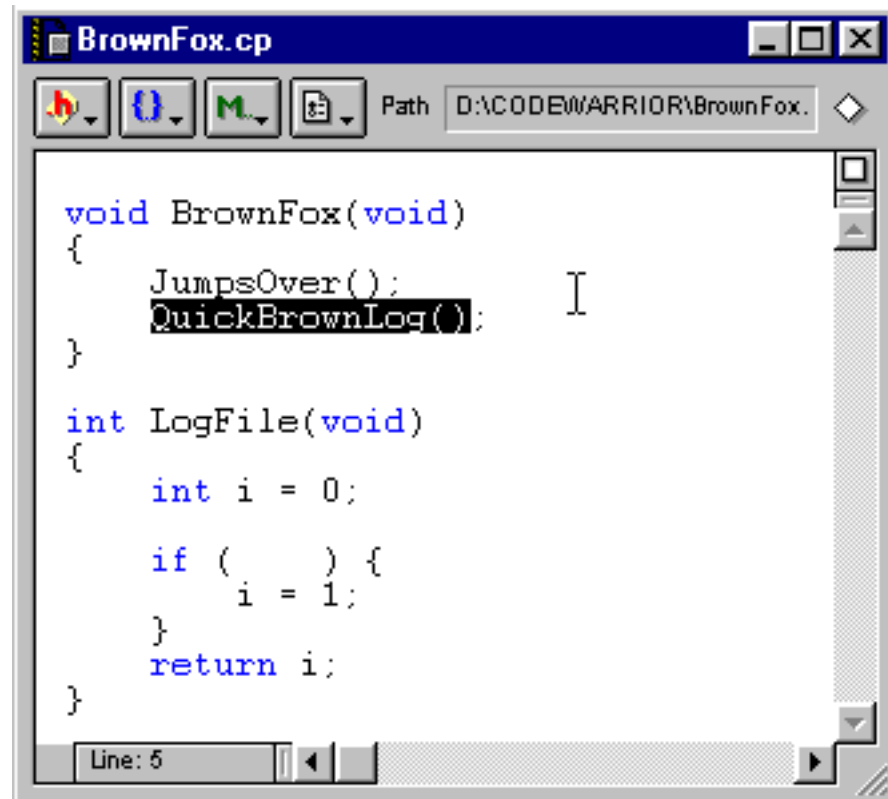 BrownFox.cp
h {} M.. Path D:\CODEWARRIOR\BrownFox.
void BrownFox(void)
{
    JumpsOver();
    QuickBrownLog();
}

int LogFile(void)
{
    int i = 0;

    if (    ) {
        i = 1;
    }
    return i;
}
Line: 5